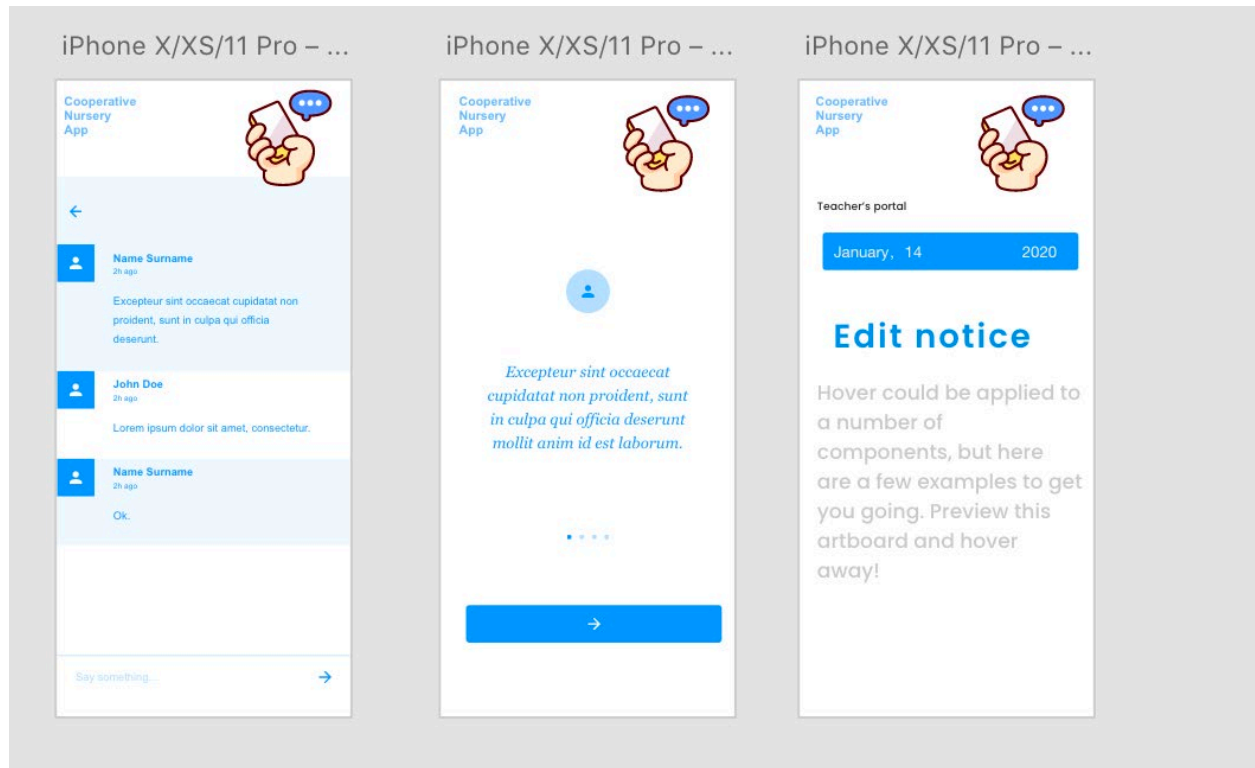 iPhone X/XS/11 Pro – ...
Cooperative
Nursery
App
Name Surname
2h ago
Excepteur sint occaecat cupidatat non
proident, sunt in culpa qui officia
deserunt.
John Doe
2h ago
Lorem ipsum dolor sit amet, consectetur.
Name Surname
2h ago
Ok.
Say something...
iPhone X/XS/11 Pro – ...
Cooperative
Nursery
App
Excepteur sint occaecat
cupidatat non proident, sunt
in culpa qui officia deserunt
mollit anim id est laborum.
iPhone X/XS/11 Pro – ...
Cooperative
Nursery
App
Teacher's portal
January, 14 2020
Edit notice
Hover could be applied to
a number of
components, but here
are a few examples to get
you going. Preview this
artboard and hover
away!